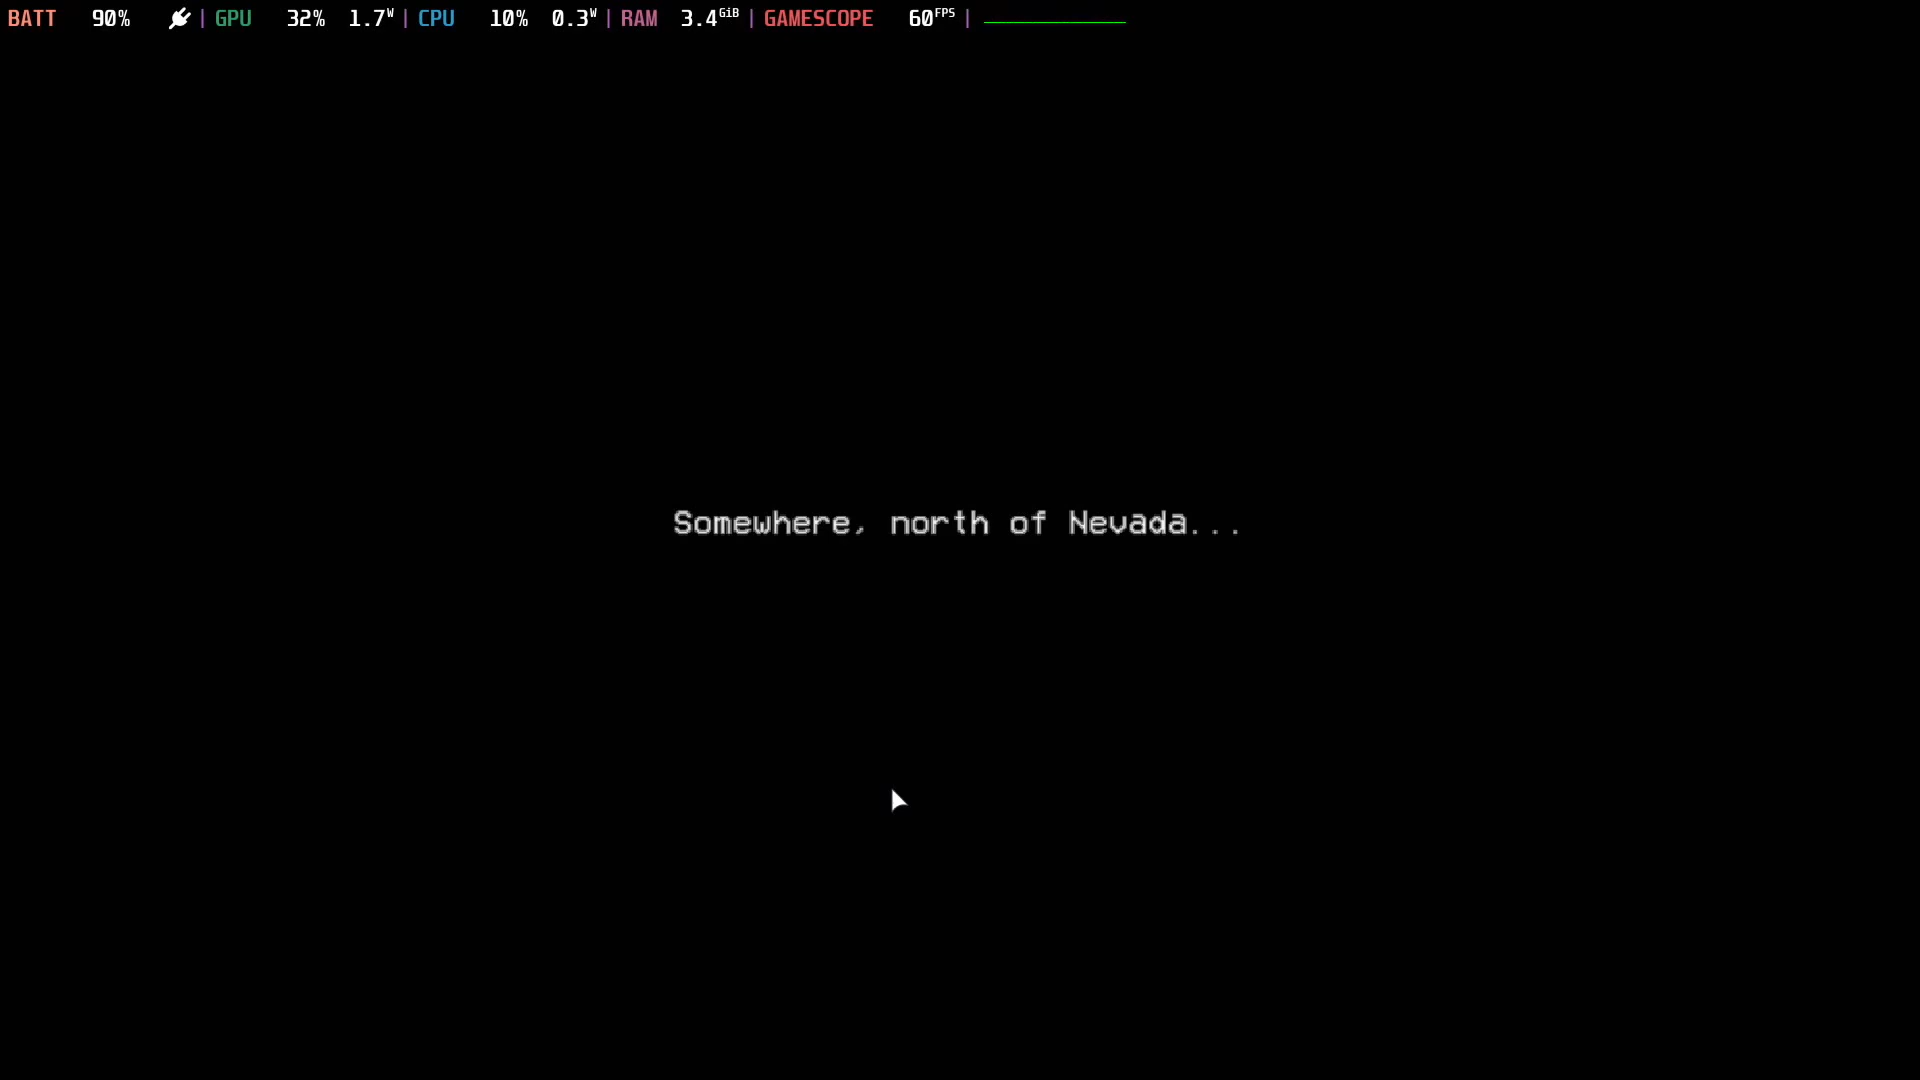 BATT 90% | GPU 32% 1.7W | CPU 10% 0.3W | RAM 3.4GiB | GAMESCOPE 60FPS |
Somewhere, north of Nevada...